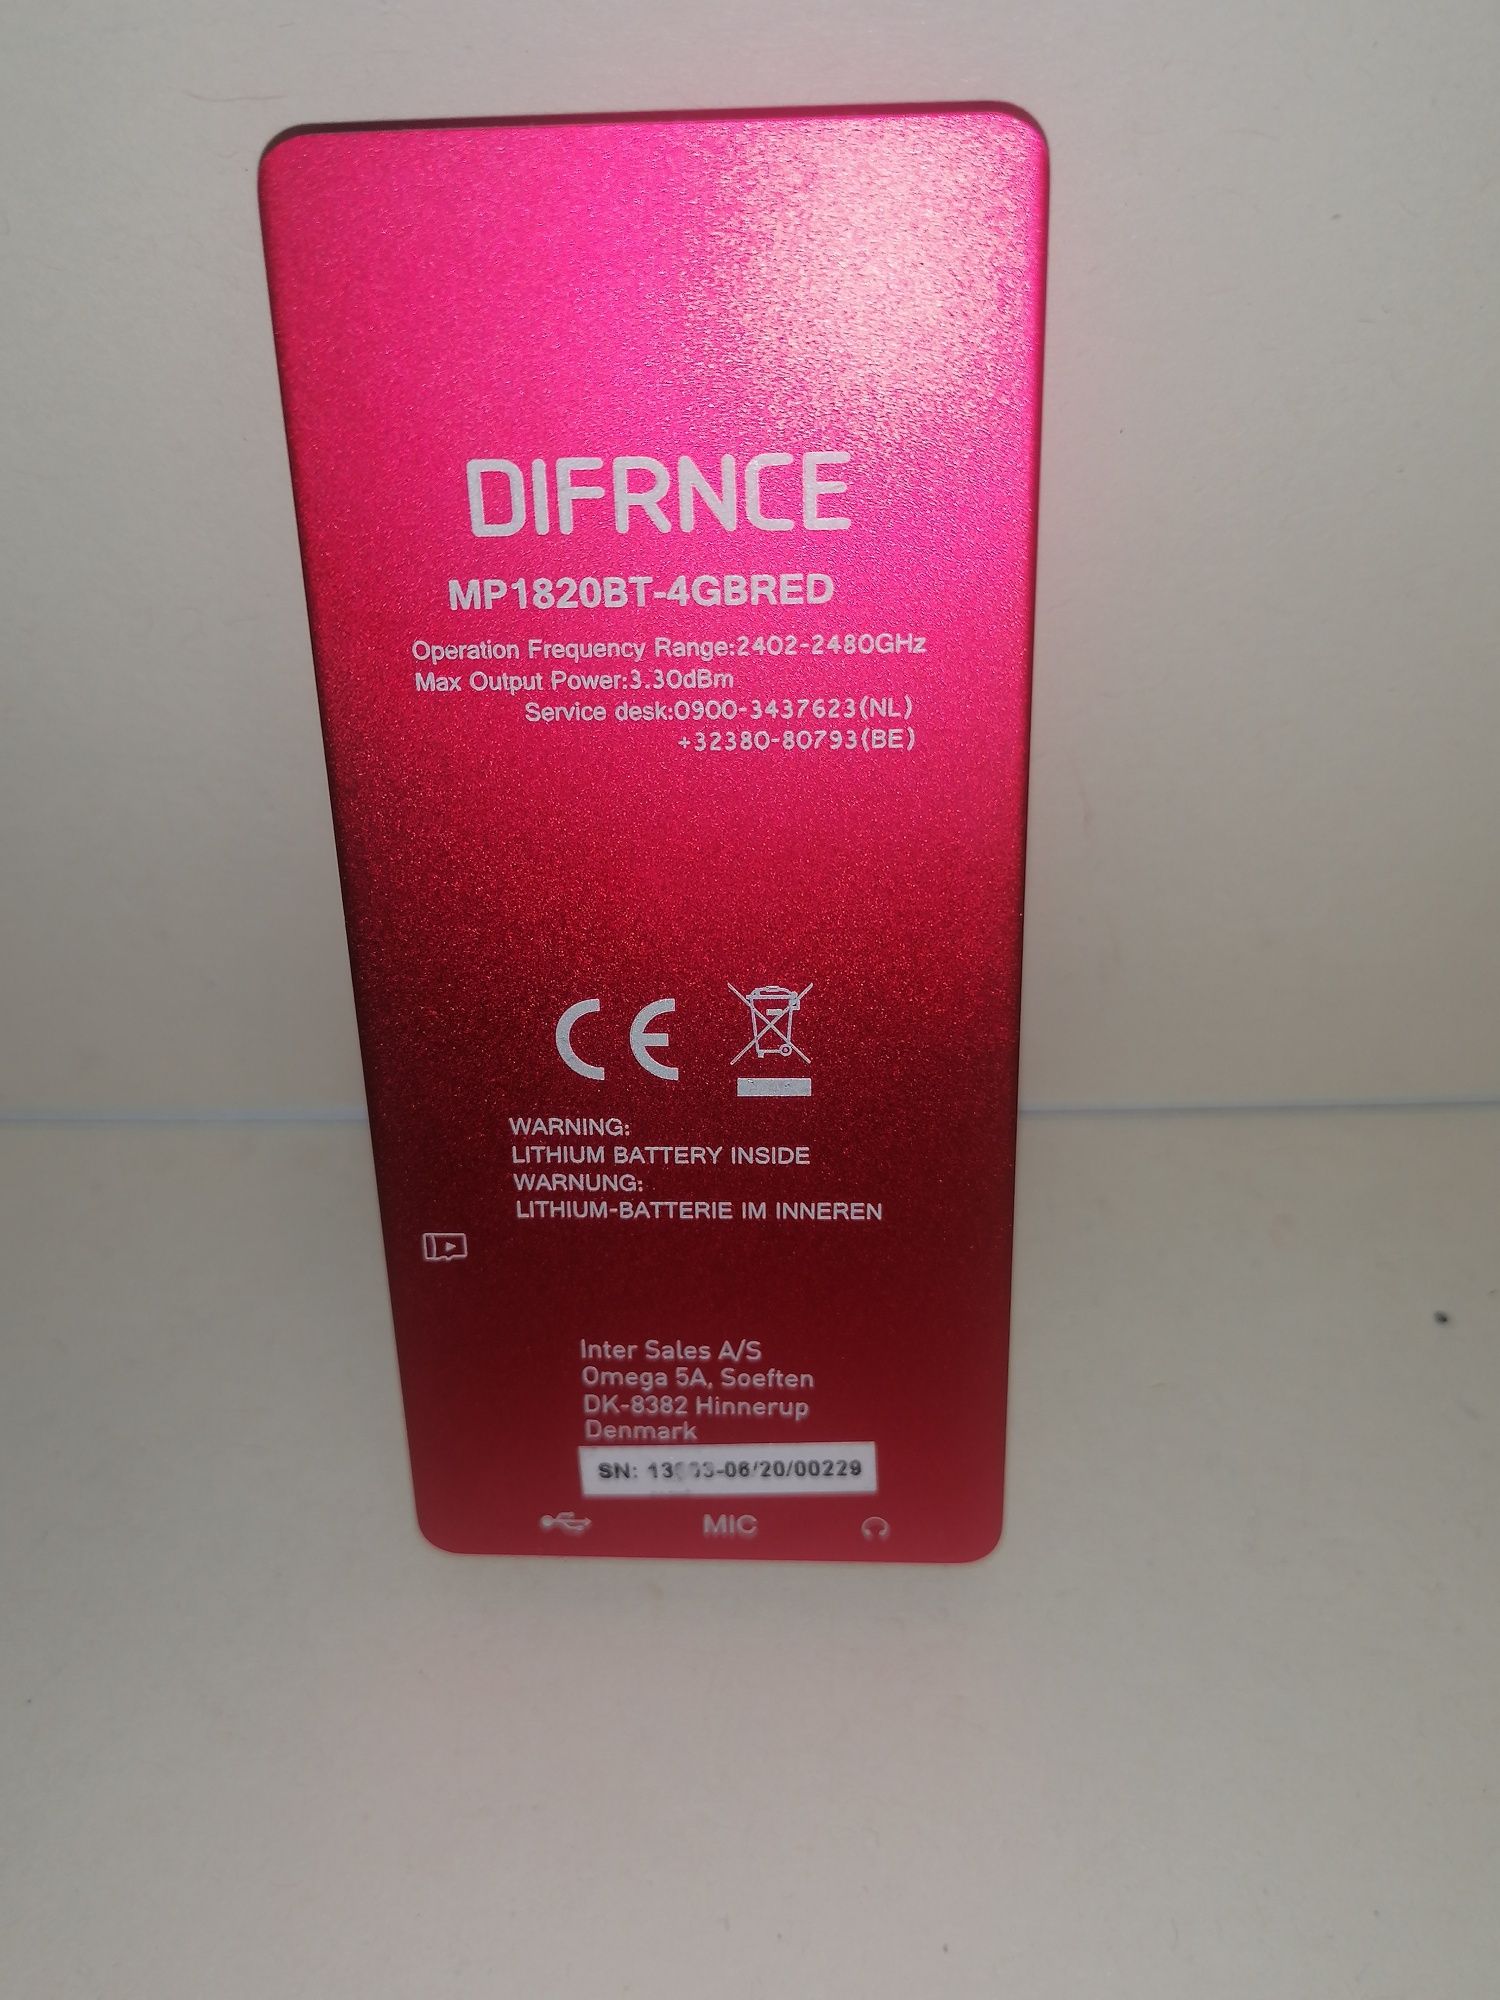 DIFRNCE
MP1820BT-4GBRED
Operation Frequency Range:2402-2480GHz
Max Output Power:3.30dBm
Service desk:0900-3437623(NL)
+32380-80793(BE)
CE
WARNING:
LITHIUM BATTERY INSIDE
WARNUNG:
LITHIUM-BATTERIE IM INNEREN
Inter Sales A/S
Omega 5A, Soeften
DK-8382 Hinnerup
Denmark
SN:
MIC